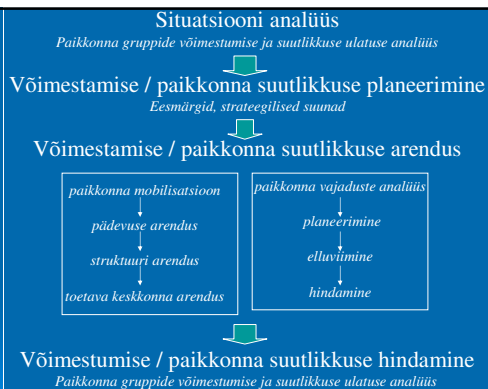 Situatsiooni analüüs
Paikkonna gruppide võimestumise ja suutlikkuse ulatuse analüüs
Võimestamise / paikkonna suutlikkuse planeerimine
Eesmärgid, strateegilised suunad
Võimestamise / paikkonna suutlikkuse arendus
paikkonna mobilisatsioon
pädevuse arendus
struktuuri arendus
toetava keskkonna arendus
paikkonna vajaduste analüüs
planeerimine
elluviimine
hindamine
Võimestumise / paikkonna suutlikkuse hindamine
Paikkonna gruppide võimestumise ja suutlikkuse ulatuse analüüs